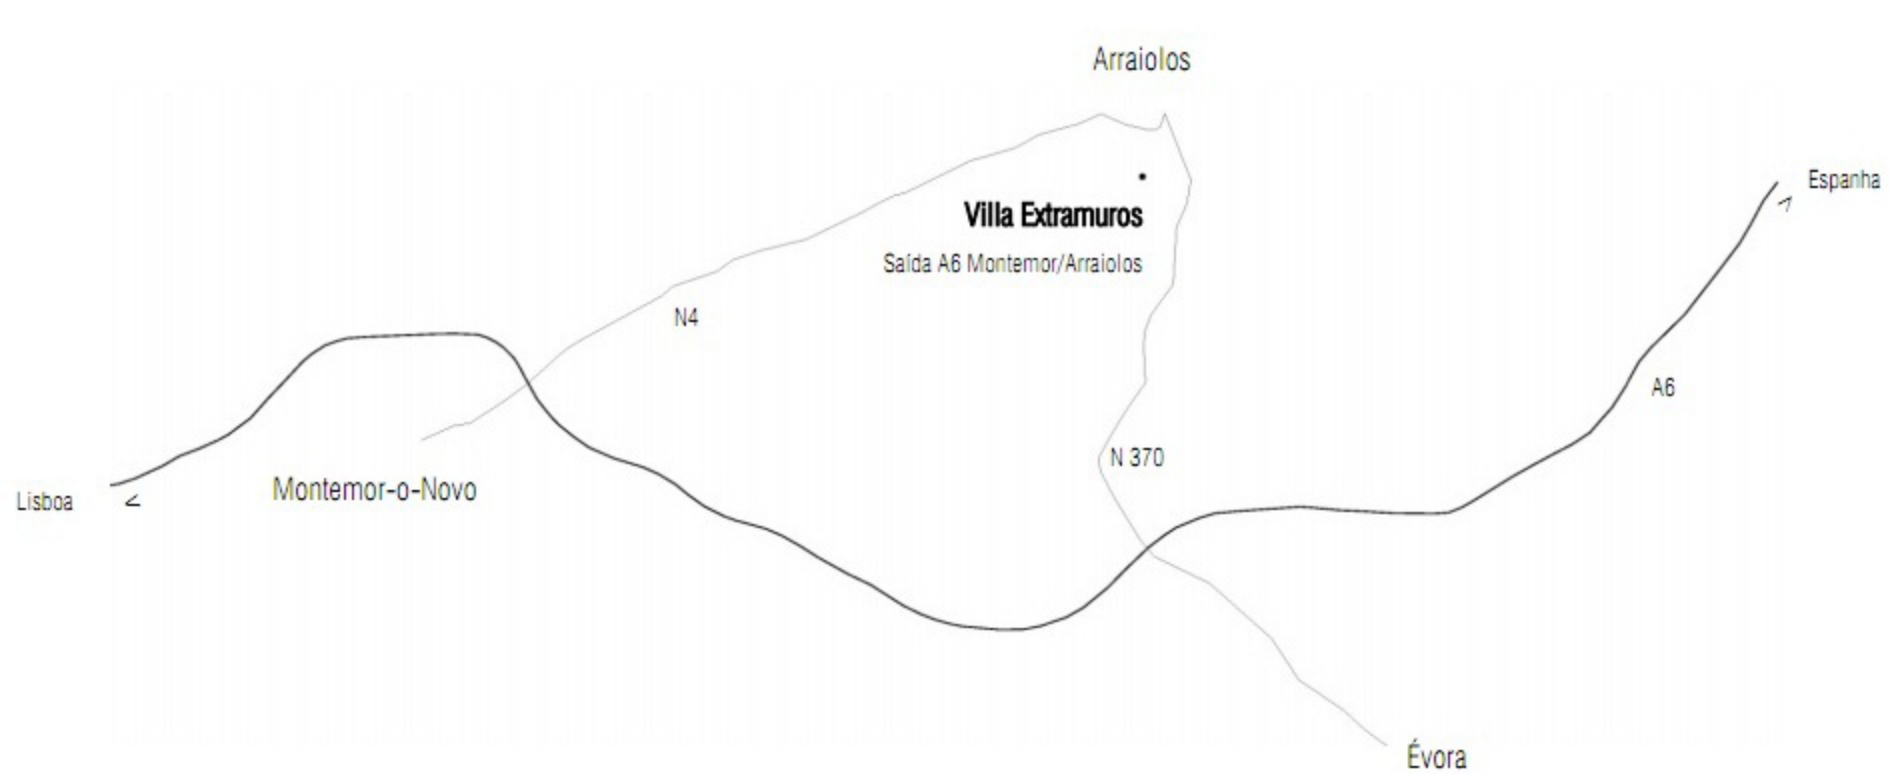 Arraiolos
Espanha
Villa Extramuros
Saída A6 Montemor/Arraiolos
N4
A6
N 370
Montemor-o-Novo
Lisboa
Évora